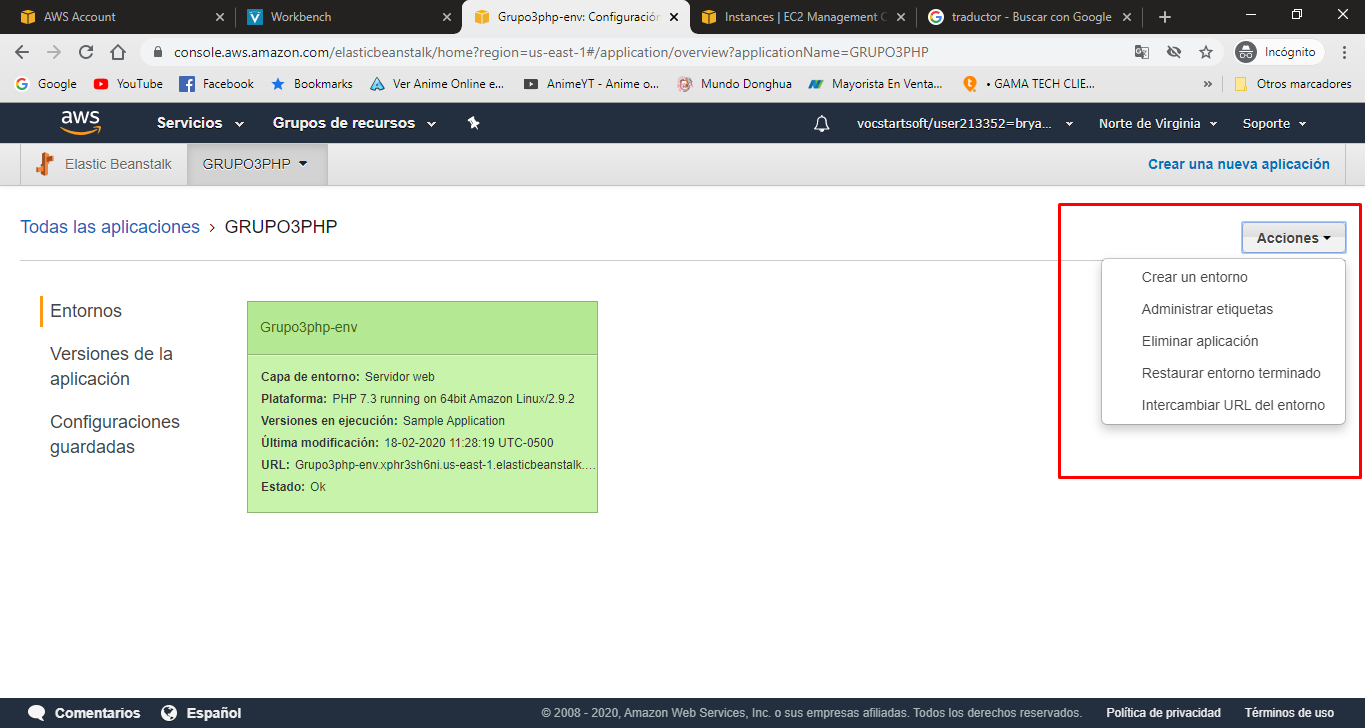 AWS Account
Workbench
Grupo3php-env: Configuración
Instances | EC2 Management C
traductor - Buscar con Google
console.aws.amazon.com/elasticbeanstalk/home?region=us-east-1#/application/overview?applicationName=GRUPO3PHP
Incógnito
Google
YouTube
Facebook
Bookmarks
Ver Anime Online e...
AnimeYT - Anime o...
Mundo Donghua
Mayorista En Venta...
• GAMA TECH CLIE...
»
Otros marcadores
aws
Servicios
Grupos de recursos
vocstartsoft/user213352=brya...
Norte de Virginia
Soporte
Elastic Beanstalk
GRUPO3PHP
Crear una nueva aplicación
Todas las aplicaciones › GRUPO3PHP
Acciones
Crear un entorno
Administrar etiquetas
Eliminar aplicación
Restaurar entorno terminado
Intercambiar URL del entorno
Entornos
Versiones de la
aplicación
Configuraciones
guardadas
Grupo3php-env
Capa de entorno: Servidor web
Plataforma: PHP 7.3 running on 64bit Amazon Linux/2.9.2
Versiones en ejecución: Sample Application
Última modificación: 18-02-2020 11:28:19 UTC-0500
URL: Grupo3php-env.xphr3sh6ni.us-east-1.elasticbeanstalk....
Estado: Ok
Comentarios
Español
© 2008 - 2020, Amazon Web Services, Inc. o sus empresas afiliadas. Todos los derechos reservados.
Política de privacidad
Términos de uso